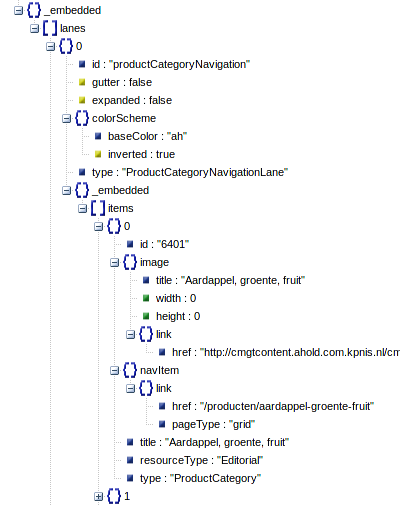 _embedded
lanes
0
id : "productCategoryNavigation"
gutter : false
expanded : false
colorScheme
baseColor : "ah"
inverted : true
type : "ProductCategoryNavigationLane"
_embedded
items
0
id : "6401"
image
title : "Aardappel, groente, fruit"
width : 0
height : 0
link
href : "http://cmgtcontent.ahold.com.kpnis.nl/cm
navItem
link
href : "/producten/aardappel-groente-fruit"
pageType : "grid"
title : "Aardappel, groente, fruit"
resourceType : "Editorial"
type : "ProductCategory"
1